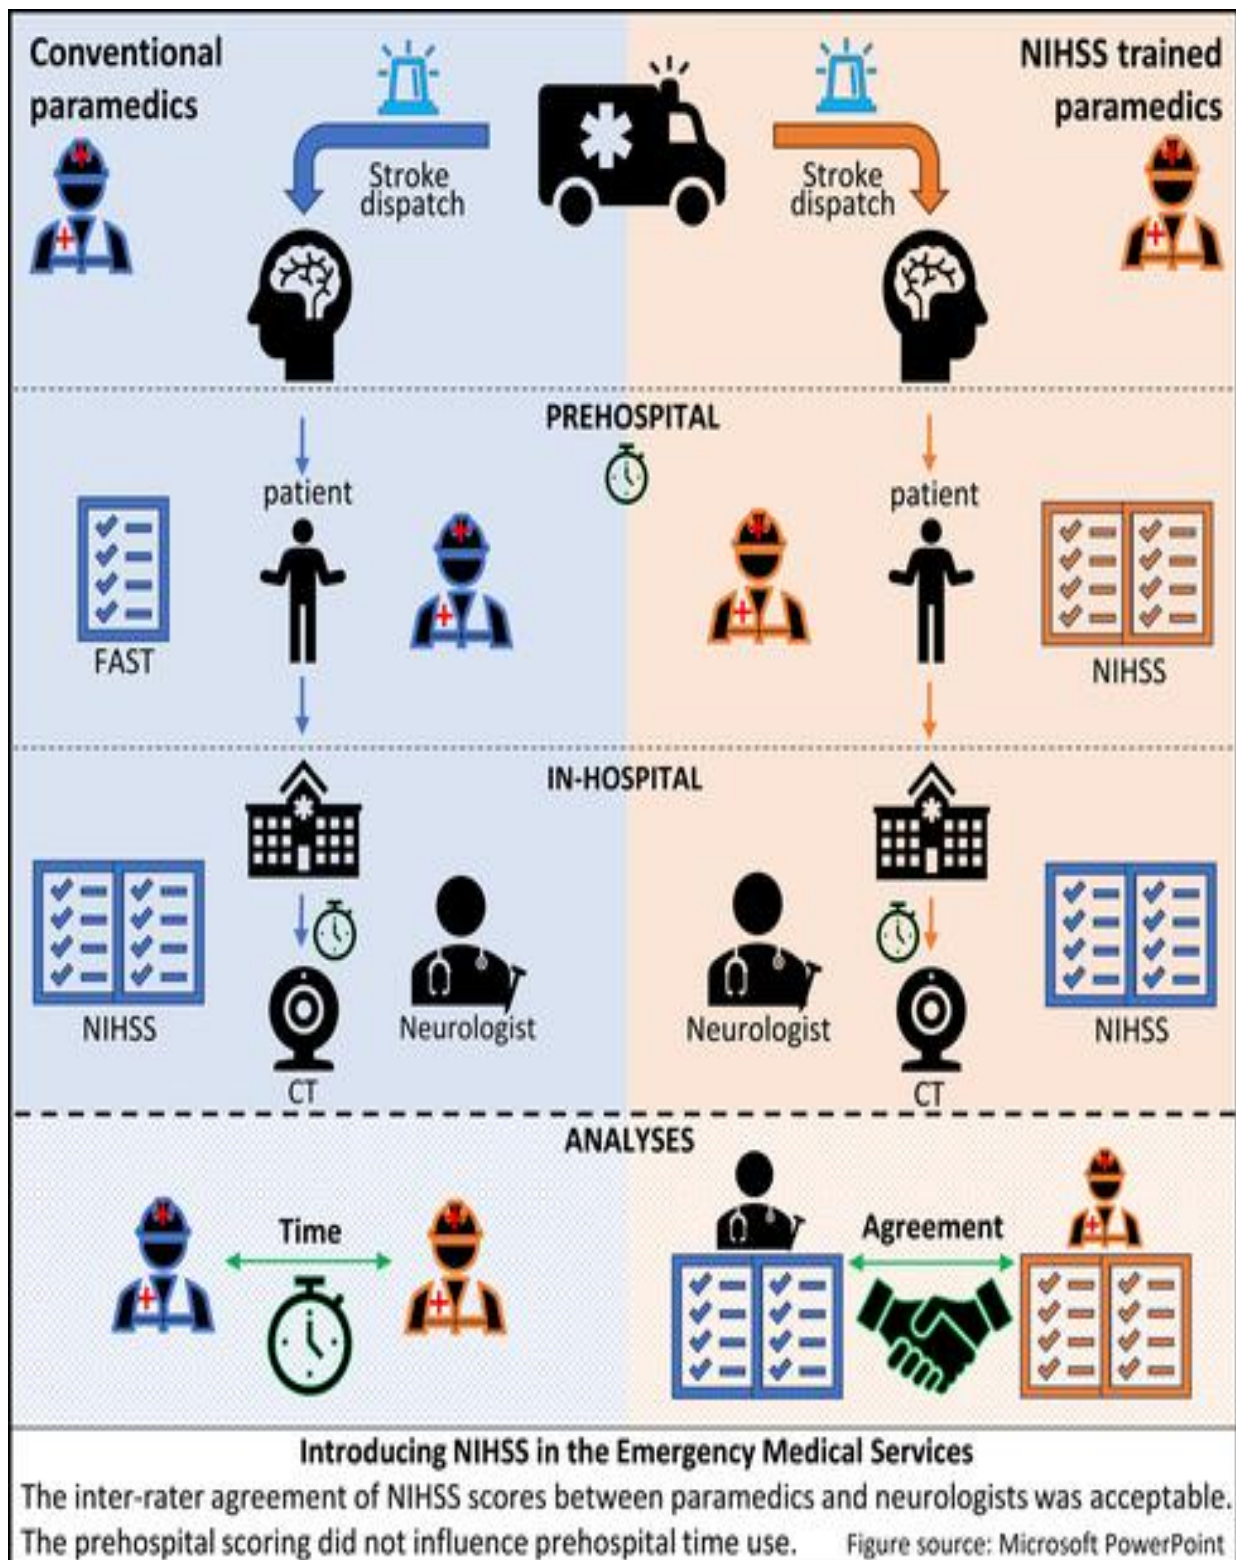 Conventional
paramedics
NIHSS trained
paramedics
Stroke
dispatch
Stroke
dispatch
PREHOSPITAL
patient
patient
FAST
NIHSS
IN-HOSPITAL
NIHSS
Neurologist
CT
Neurologist
CT
NIHSS
ANALYSES
Time
Agreement
Introducing NIHSS in the Emergency Medical Services
The inter-rater agreement of NIHSS scores between paramedics and neurologists was acceptable.
The prehospital scoring did not influence prehospital time use. Figure source: Microsoft PowerPoint